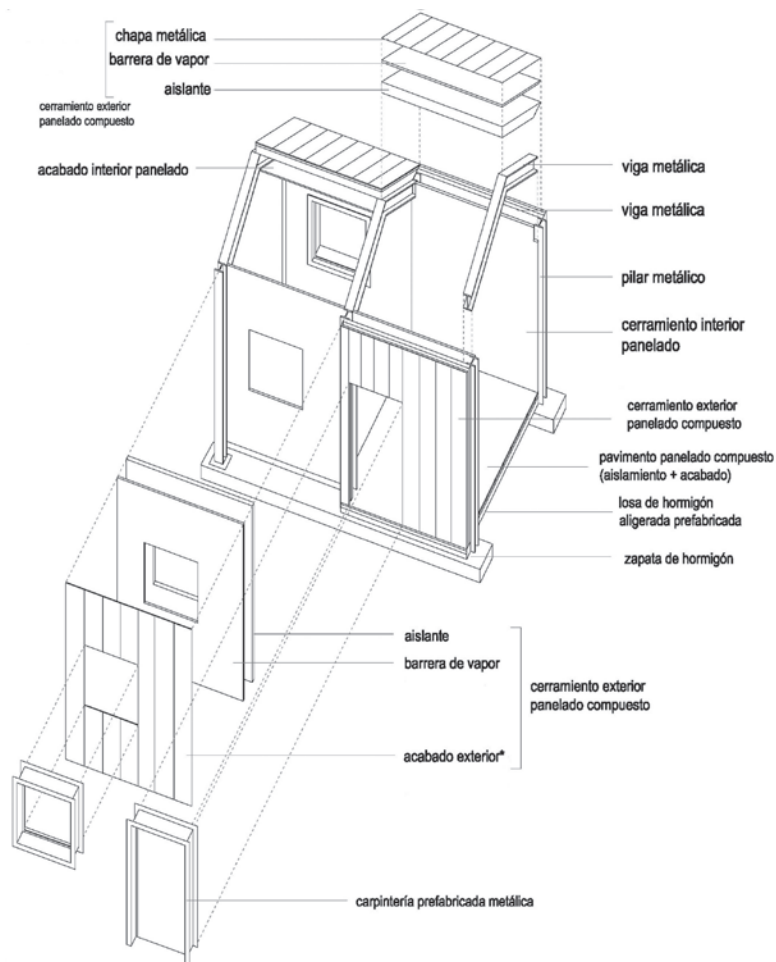 chapa metálica
barrera de vapor
aislante
cerramiento exterior
panelado compuesto
acabado interior panelado
viga metálica
viga metálica
pilar metálico
cerramiento interior
panelado
cerramiento exterior
panelado compuesto
pavimento panelado compuesto
(aislamiento + acabado)
losa de hormigón
aligerada prefabricada
zapata de hormigón
aislante
barrera de vapor
cerramiento exterior
panelado compuesto
acabado exterior*
carpintería prefabricada metálica